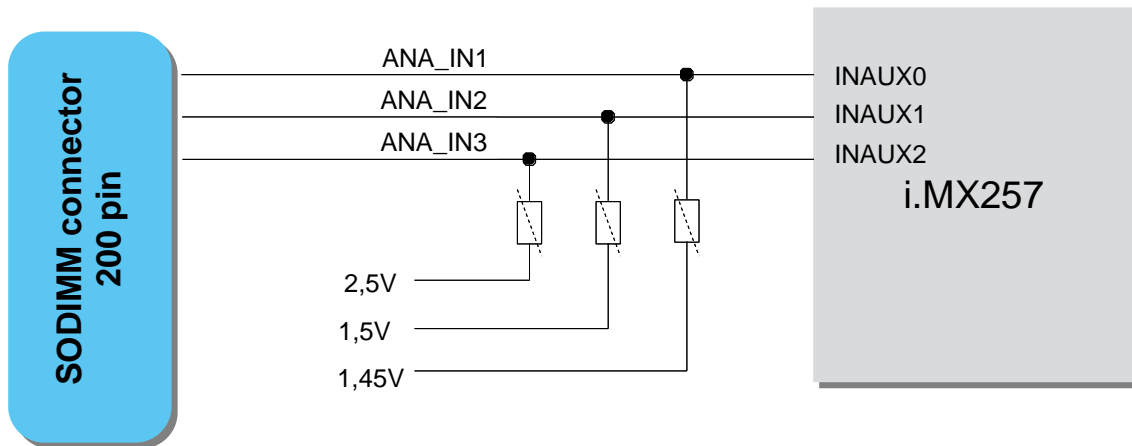 SODIMM connector
200 pin
ANA_IN1
ANA_IN2
ANA_IN3
INAUX0
INAUX1
INAUX2
i.MX257
2,5V
1,5V
1,45V